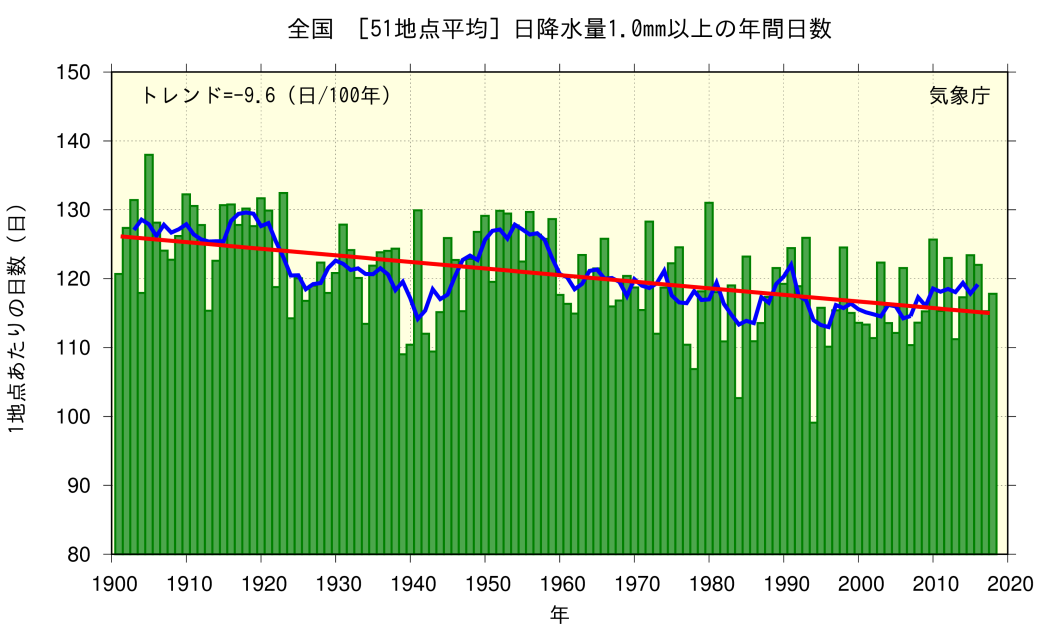 全国 ［51地点平均］日降水量1.0mm以上の年間日数
トレンド=-9.6（日/100年）
気象庁
1地点あたりの日数（日）
150
140
130
120
110
100
90
80
1900 1910 1920 1930 1940 1950 1960 1970 1980 1990 2000 2010 2020
年